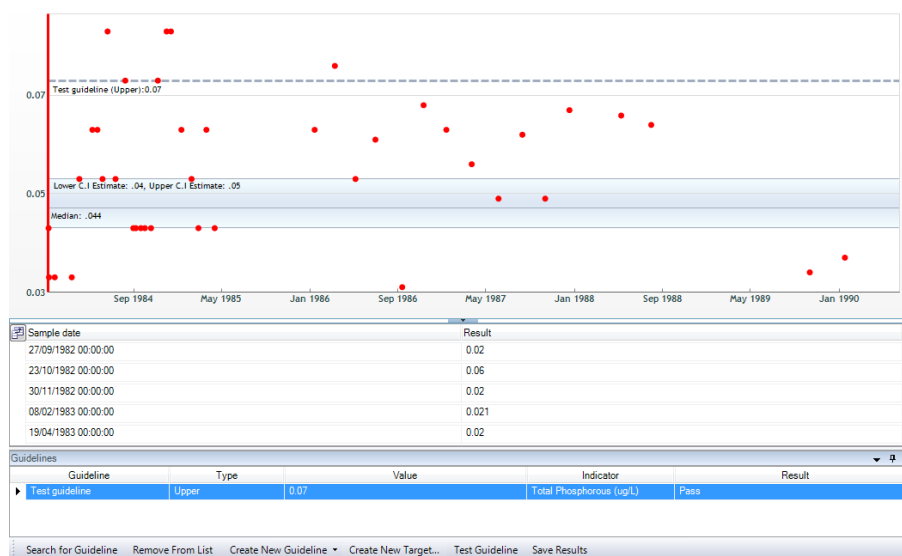 Test guideline (Upper):0.07
0.07
Lower C.I Estimate: .04, Upper C.I Estimate: .05
0.05
Median: .044
0.03
Sep 1984 May 1985 Jan 1986 Sep 1986 May 1987 Jan 1988 Sep 1988 May 1989 Jan 1990
Sample date Result
27/09/1982 00:00:00 0.02
23/10/1982 00:00:00 0.06
30/11/1982 00:00:00 0.02
08/02/1983 00:00:00 0.021
19/04/1983 00:00:00 0.02
Guidelines
Guideline Type Value Indicator Result
Test guideline Upper 0.07 Total Phosphorous (ug/L) Pass
Search for Guideline Remove From List Create New Guideline Create New Target... Test Guideline Save Results